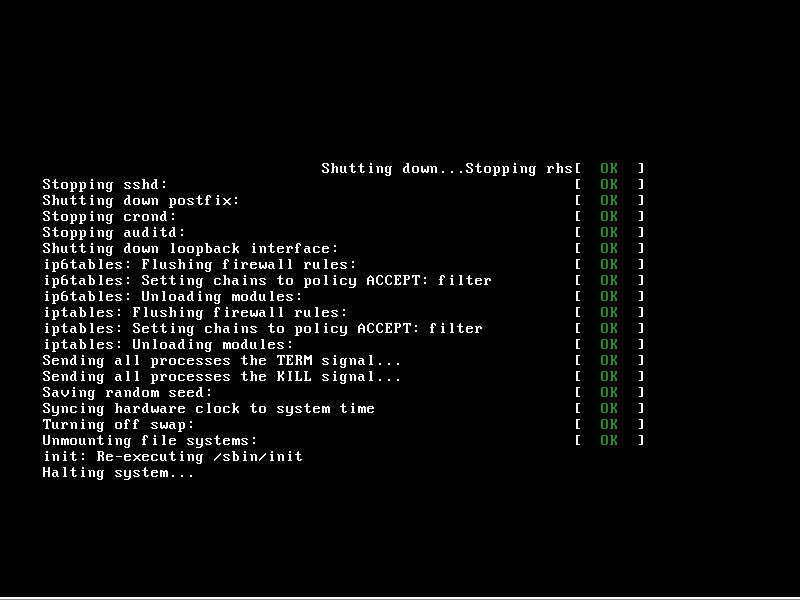 Shutting down...Stopping rhs[  OK  ]
Stopping sshd: [  OK  ]
Shutting down postfix: [  OK  ]
Stopping crond: [  OK  ]
Stopping auditd: [  OK  ]
Shutting down loopback interface: [  OK  ]
ip6tables: Flushing firewall rules: [  OK  ]
ip6tables: Setting chains to policy ACCEPT: filter [  OK  ]
ip6tables: Unloading modules: [  OK  ]
iptables: Flushing firewall rules: [  OK  ]
iptables: Setting chains to policy ACCEPT: filter [  OK  ]
iptables: Unloading modules: [  OK  ]
Sending all processes the TERM signal... [  OK  ]
Sending all processes the KILL signal... [  OK  ]
Saving random seed: [  OK  ]
Syncing hardware clock to system time [  OK  ]
Turning off swap: [  OK  ]
Unmounting file systems: [  OK  ]
init: Re-executing /sbin/init
Halting system...